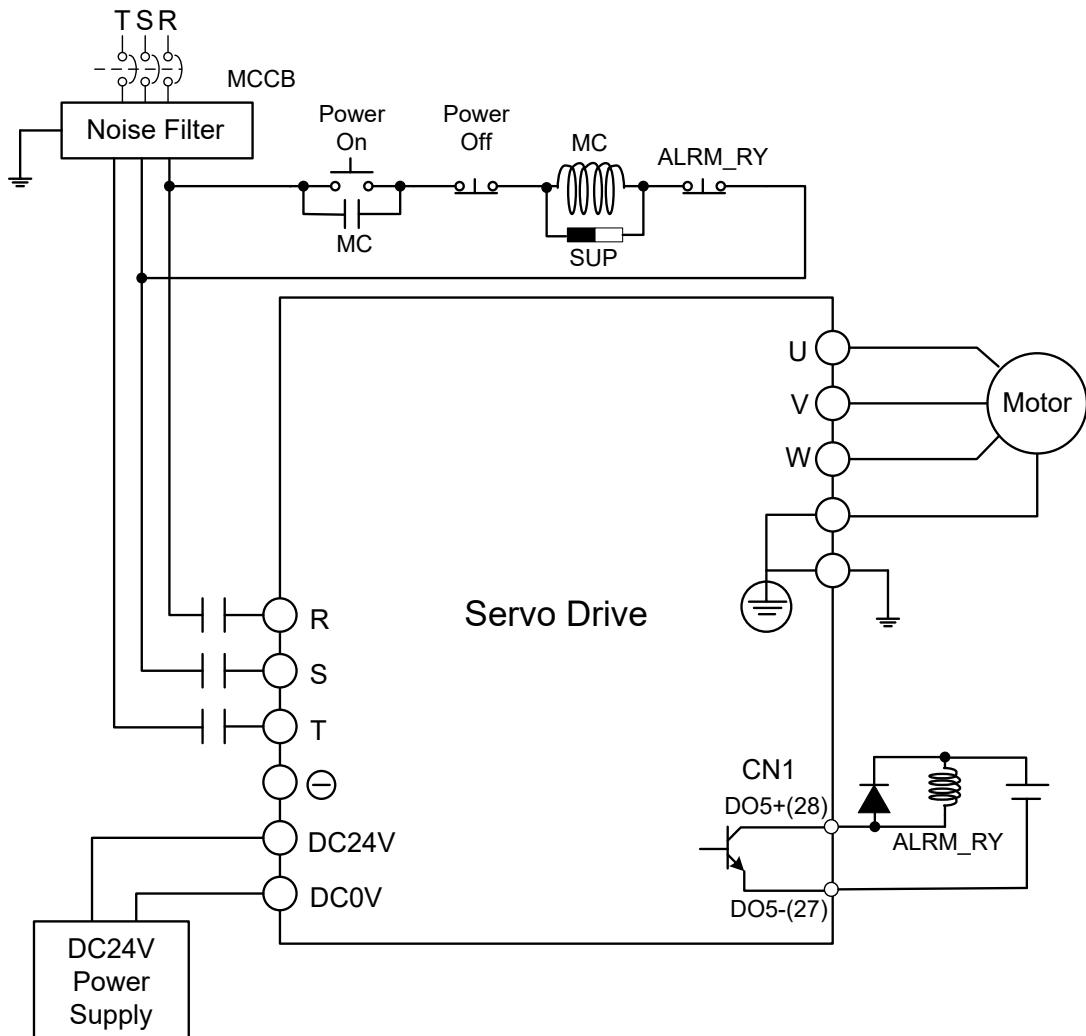 T S R
MCCB
Noise Filter
Power
On
Power
Off
MC
ALRM_RY
MC
SUP
U
V
W
Motor
Servo Drive
R
S
T
⊖
DC24V
DC0V
DC24V
Power
Supply
CN1
DO5+(28)
ALRM_RY
DO5-(27)